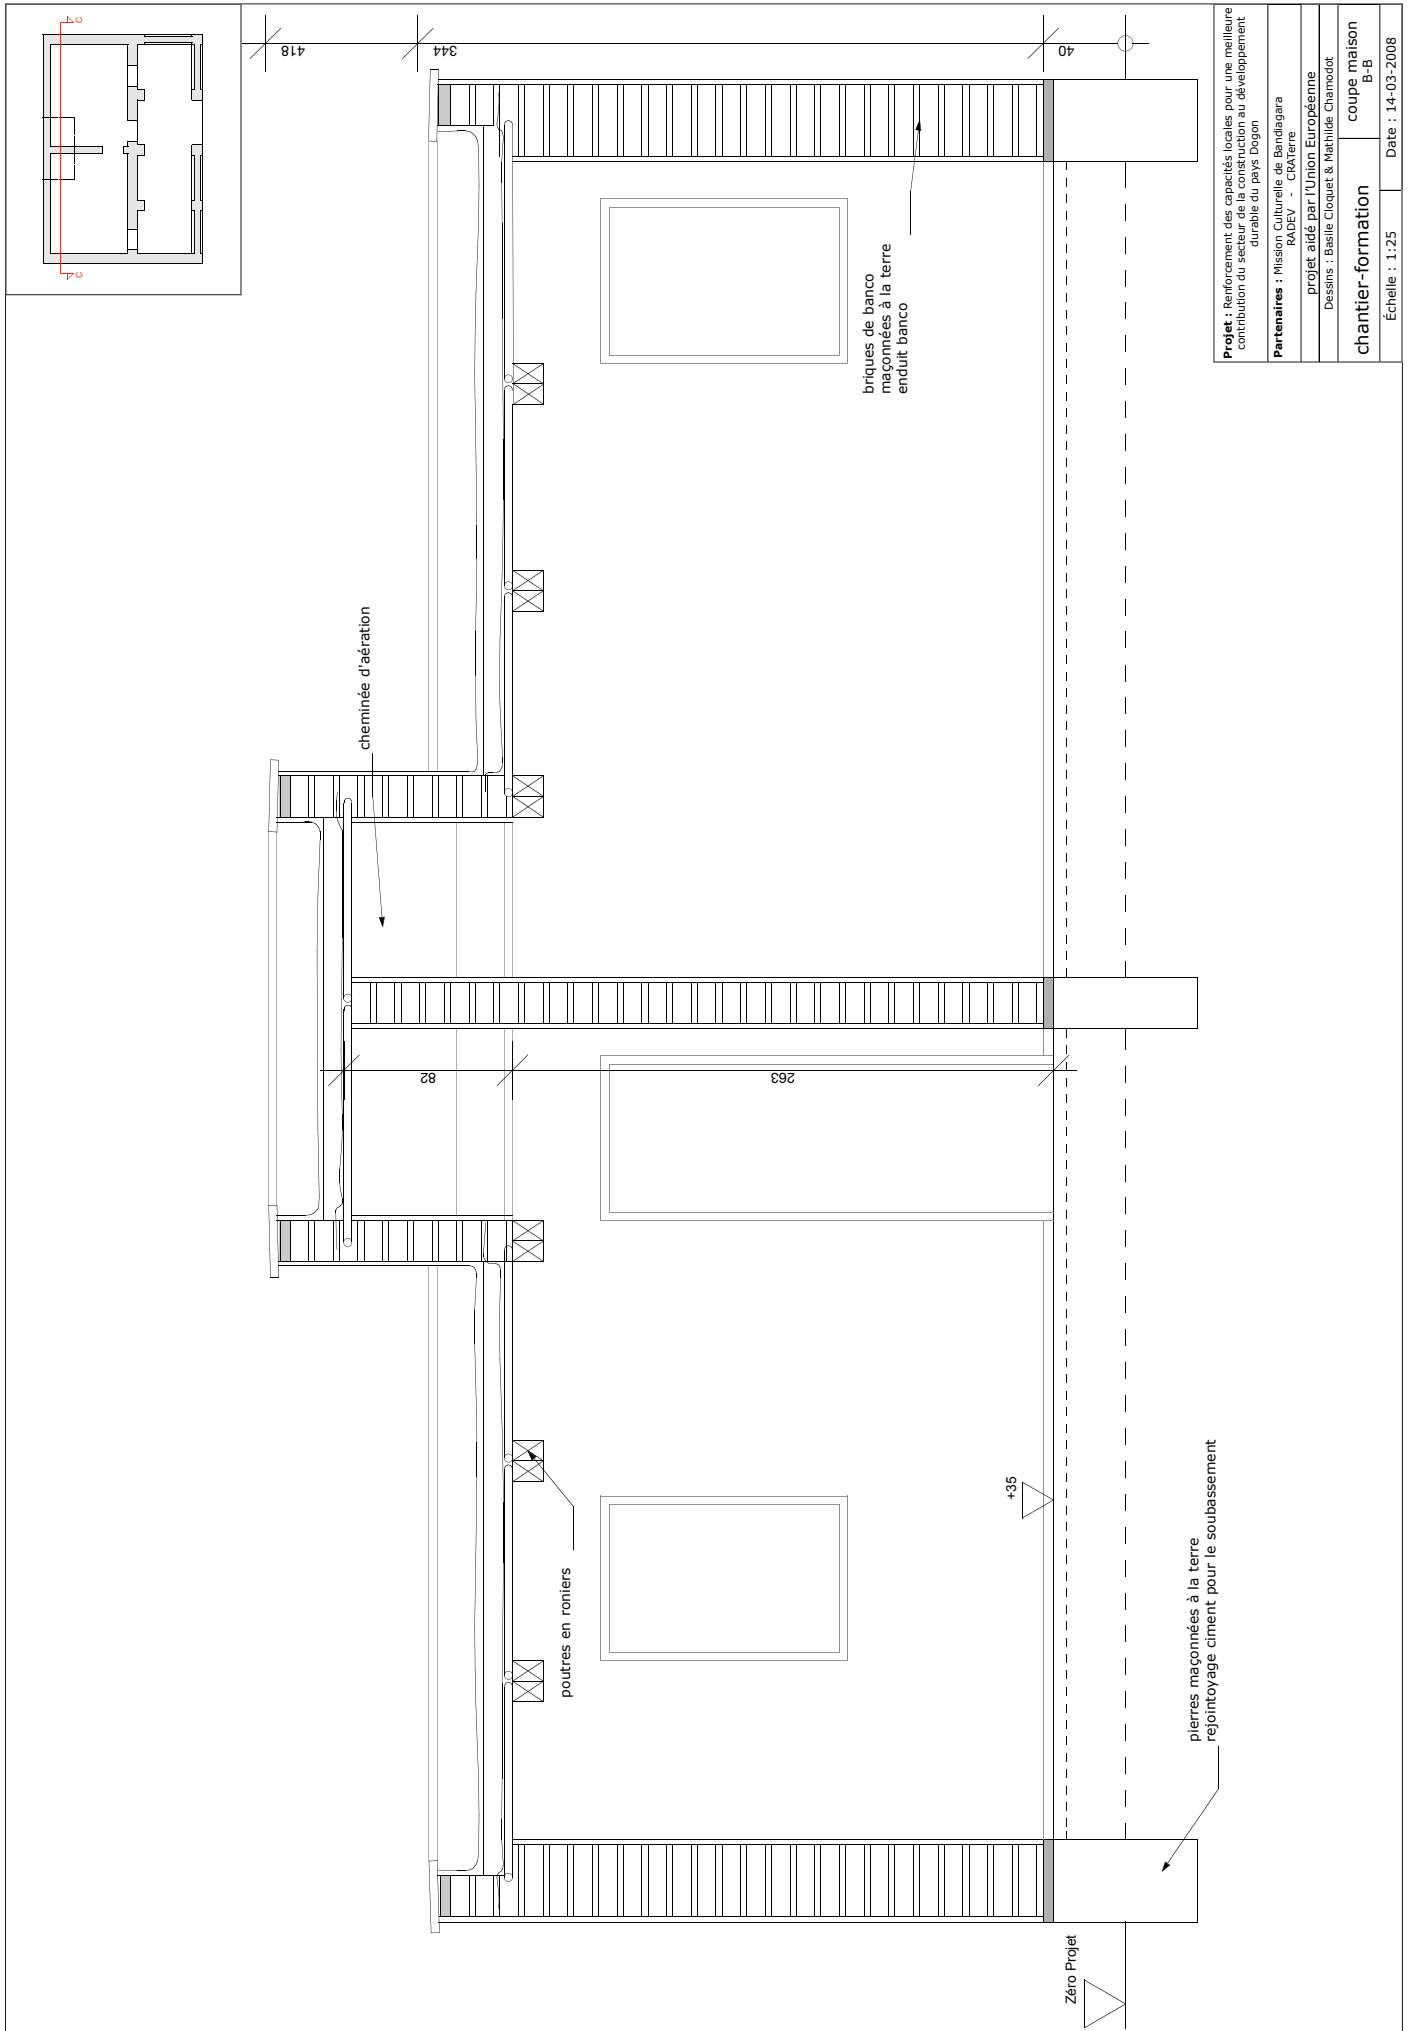 418
344
40
c
c
cheminée d'aération
briques de banco
maçonnées à la terre
enduit banco
82
263
poutres en roniers
+35
pierres maçonnées à la terre
rejointoyage ciment pour le soubassement
Zéro Projet
Projet : Renforcement des capacités locales pour une meilleure
contribution du secteur de la construction au développement
durable du pays Dogon
Partenaires : Mission Culturelle de Bandiagara
RADEV - CRATerre
projet aidé par l'Union Européenne
Dessins : Basile Cloquet & Mathilde Chamodot
chantier-formation
coupe maison
B-B
Échelle : 1:25
Date : 14-03-2008